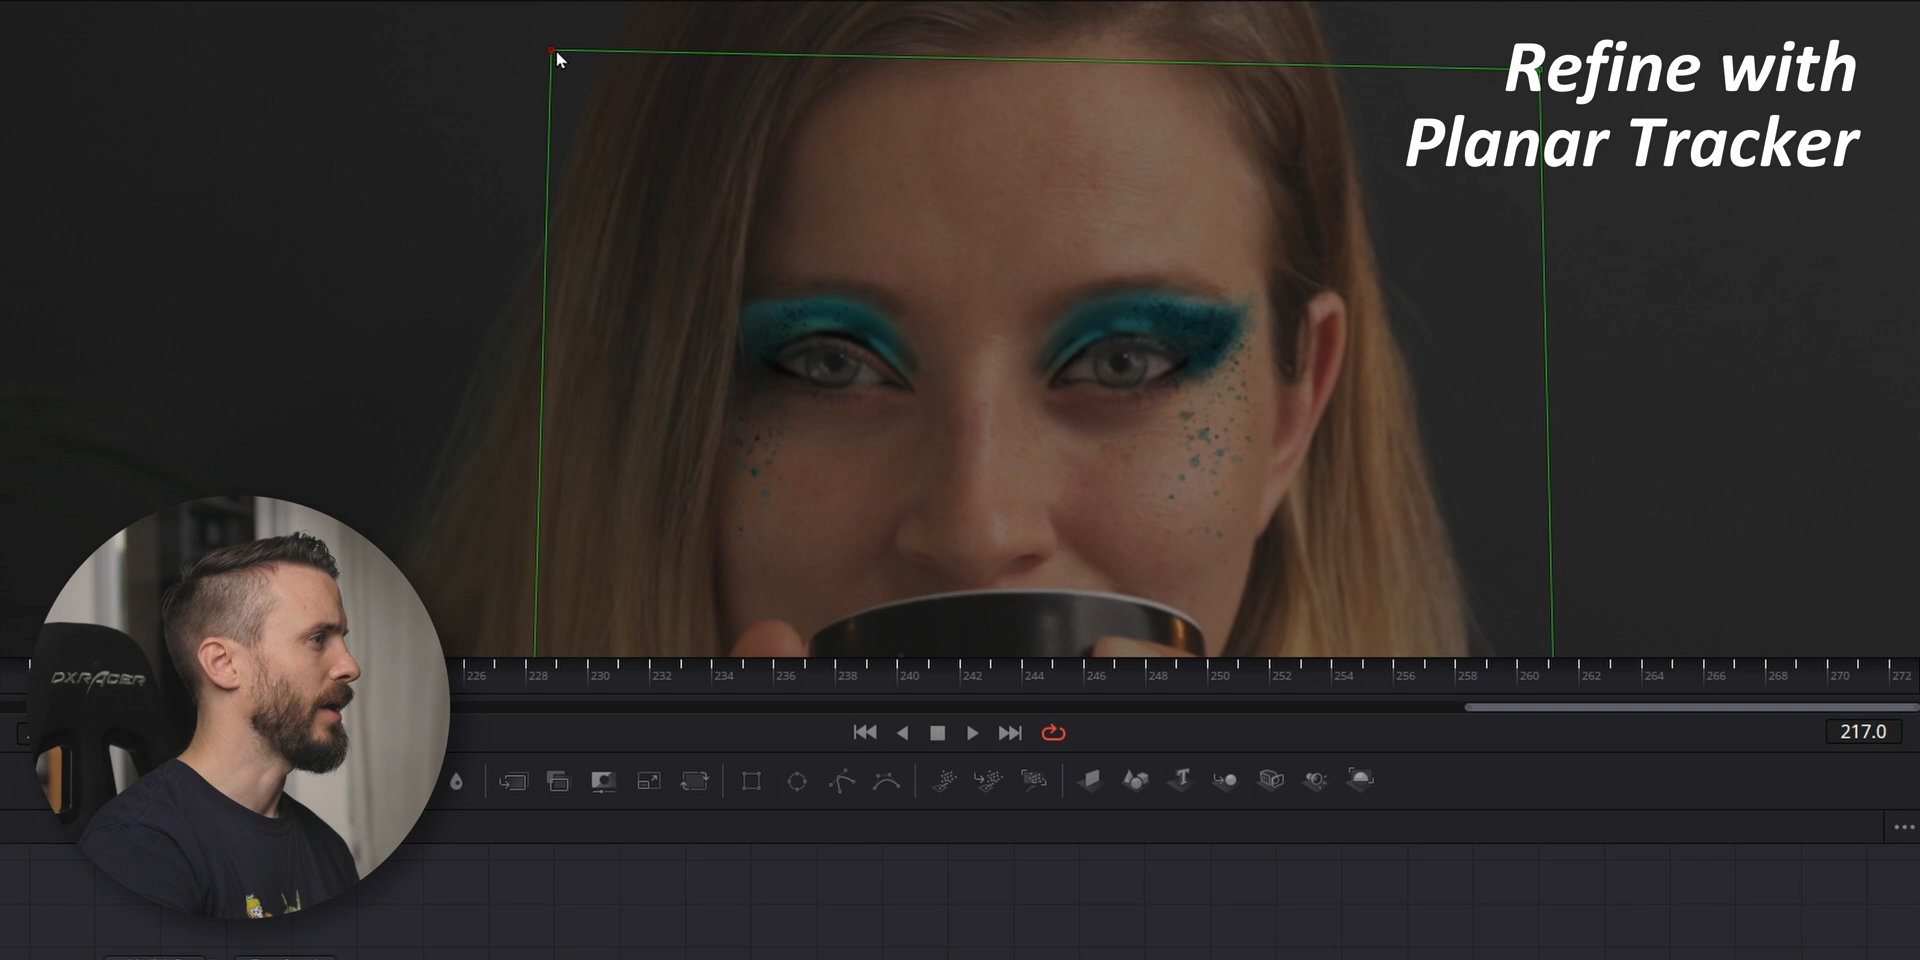 Refine with
Planar Tracker
DXRACER
226 228 230 232 234 236 238 240 242 244 246 248 250 252 254 256 258 260 262 264 266 268 270 272
217.0